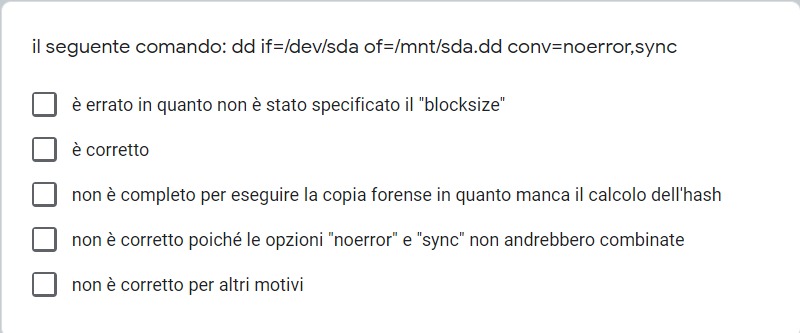 il seguente comando: dd if=/dev/sda of=/mnt/sda.dd conv=noerror,sync
è errato in quanto non è stato specificato il "blocksize"
è corretto
non è completo per eseguire la copia forense in quanto manca il calcolo dell'hash
non è corretto poiché le opzioni "noerror" e "sync" non andrebbero combinate
non è corretto per altri motivi